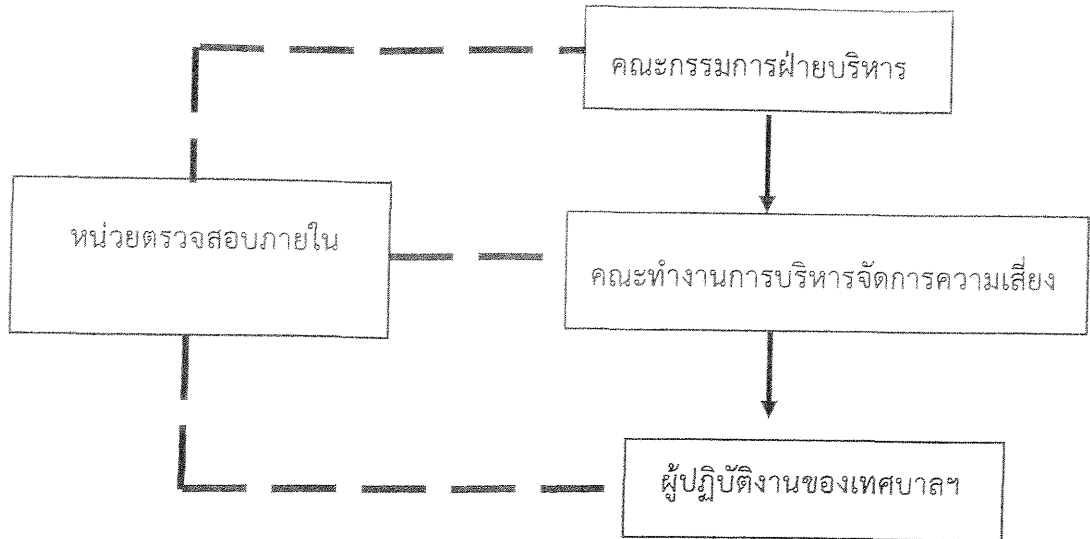 คณะกรรมการฝ่ายบริหาร
หน่วยตรวจสอบภายใน
คณะทำงานการบริหารจัดการความเสี่ยง
ผู้ปฏิบัติงานของเทศบาลฯ